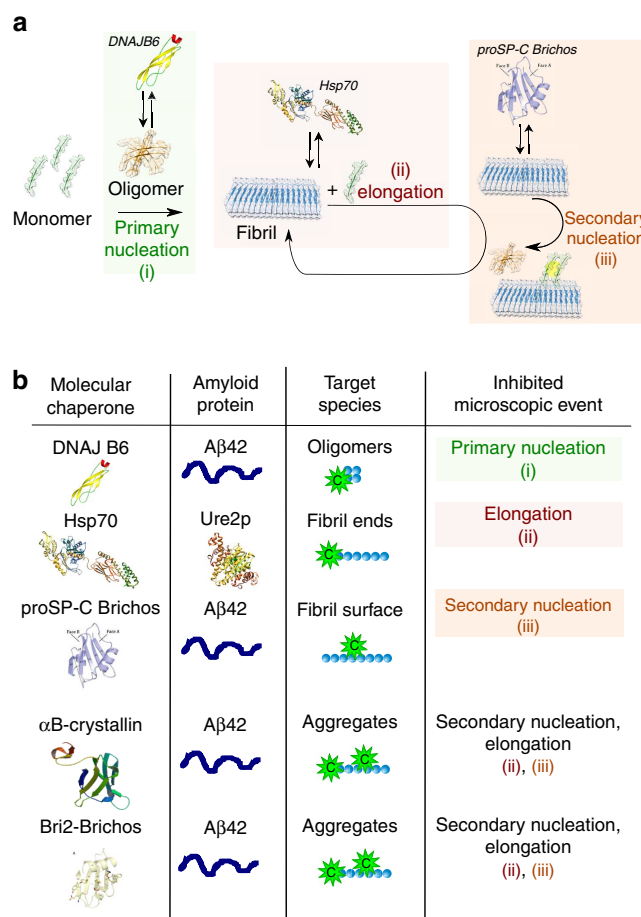 a
DNAJB6
Oligomer
Monomer
Primary
nucleation
(i)
Hsp70
+
(ii)
elongation
Fibril
proSP-C Brichos
Face B
Face A
Secondary
nucleation
(iii)
b
Molecular
chaperone
Amyloid
protein
Target
species
Inhibited
microscopic event
DNAJ B6
Aβ42
Oligomers
C
Primary nucleation
(i)
Hsp70
Ure2p
Fibril ends
C
Elongation
(ii)
proSP-C Brichos
Face B
Face A
Aβ42
Fibril surface
C
Secondary nucleation
(iii)
αB-crystallin
Aβ42
Aggregates
C C
Secondary nucleation,
elongation
(ii), (iii)
Bri2-Brichos
A
Aβ42
Aggregates
C C
Secondary nucleation,
elongation
(ii), (iii)